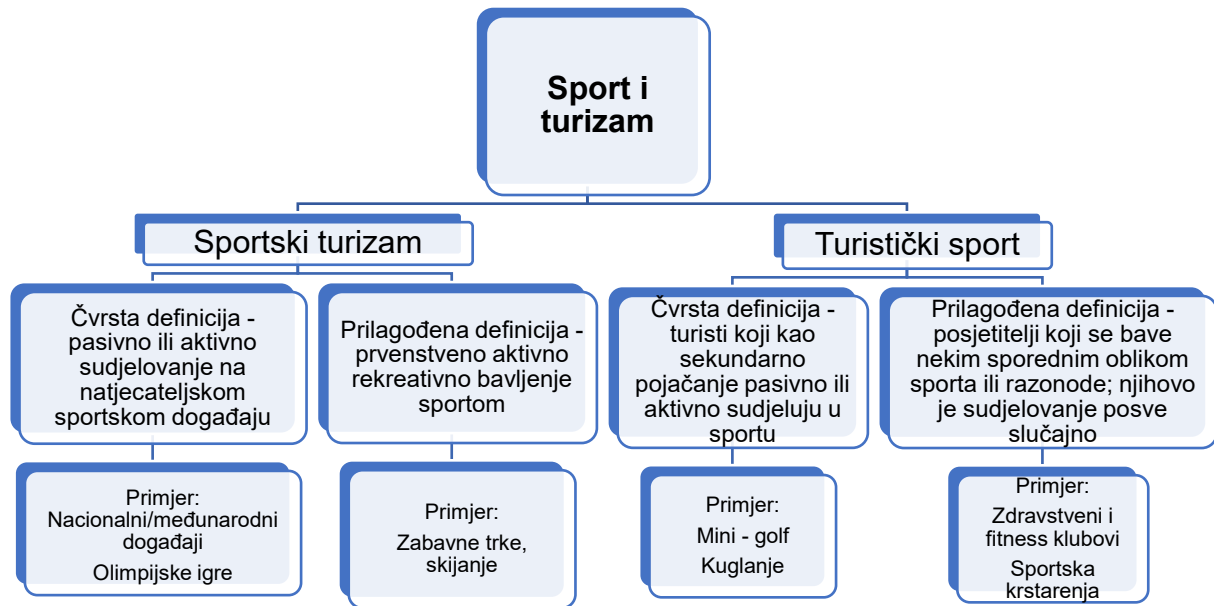 Sport i
turizam
Sportski turizam
Turistički sport
Čvrsta definicija -
pasivno ili aktivno
sudjelovanje na
natjecateljskom
sportskom događaju
Prilagođena definicija -
prvenstveno aktivno
rekreativno bavljenje
sportom
Čvrsta definicija -
turisti koji kao
sekundarno
pojačanje pasivno ili
aktivno sudjeluju u
sportu
Prilagođena definicija -
posjetitelji koji se bave
nekim sporednim oblikom
sporta ili razonode; njihovo
je sudjelovanje posve
slučajno
Primjer:
Nacionalni/međunarodni
događaji
Olimpijske igre
Primjer:
Zabavne trke,
skijanje
Primjer:
Mini - golf
Kuglanje
Primjer:
Zdravstveni i
fitness klubovi
Sportska
krstarenja